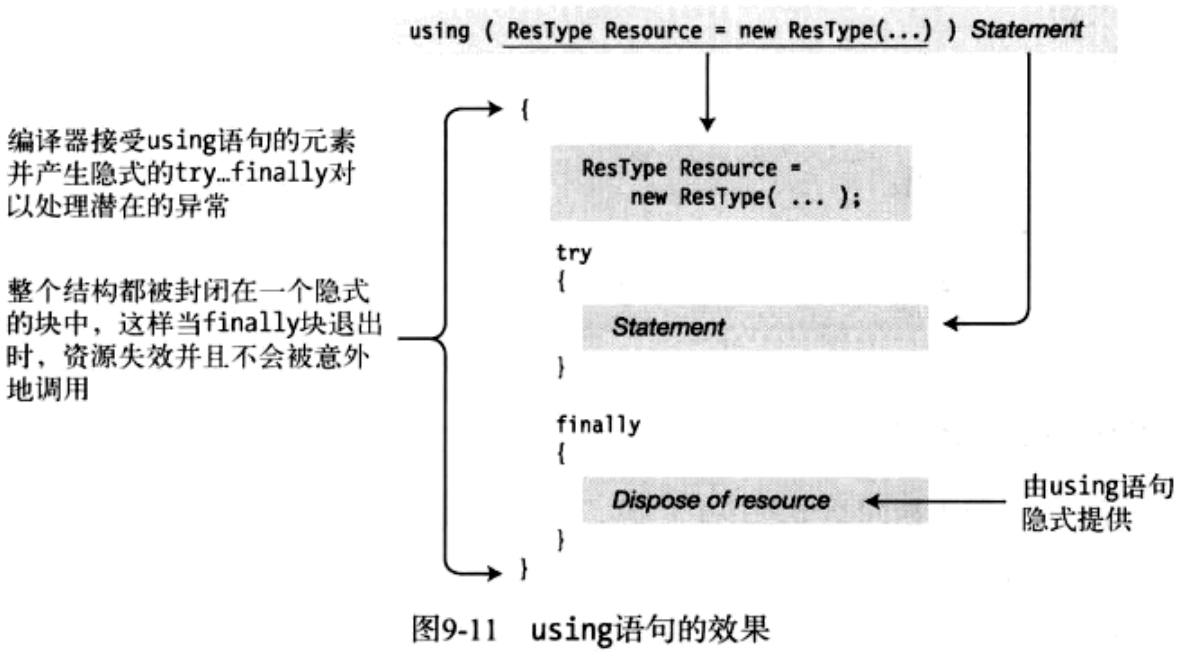 using ( ResType Resource = new ResType(...) ) Statement
{
编译器接受using语句的元素
并产生隐式的try…finally对
以处理潜在的异常
ResType Resource =
new ResType( ... );
try
{
整个结构都被封闭在一个隐式
的块中，这样当finally块退出
时，资源失效并且不会被意外
地调用
Statement
}
finally
{
Dispose of resource
由using语句
隐式提供
}
}
图9-11 using语句的效果